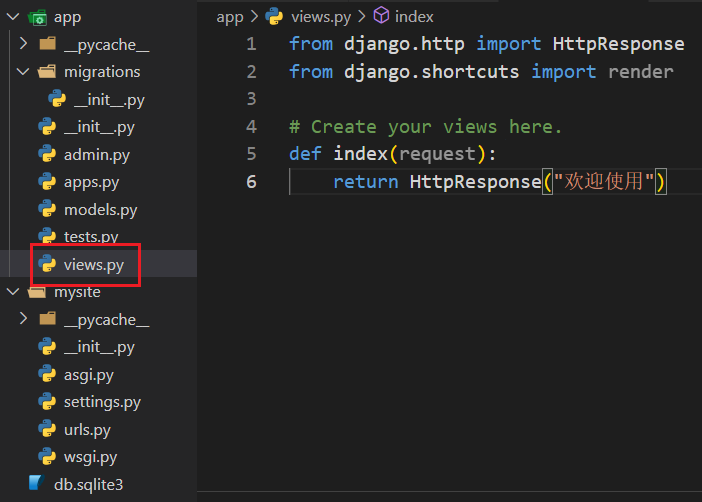 app
__pycache__
migrations
__init__.py
__init__.py
admin.py
apps.py
models.py
tests.py
views.py
mysite
__pycache__
__init__.py
asgi.py
settings.py
urls.py
wsgi.py
db.sqlite3
app > views.py > index
1 from django.http import HttpResponse
2 from django.shortcuts import render
3
4 # Create your views here.
5 def index(request):
6     return HttpResponse("欢迎使用")